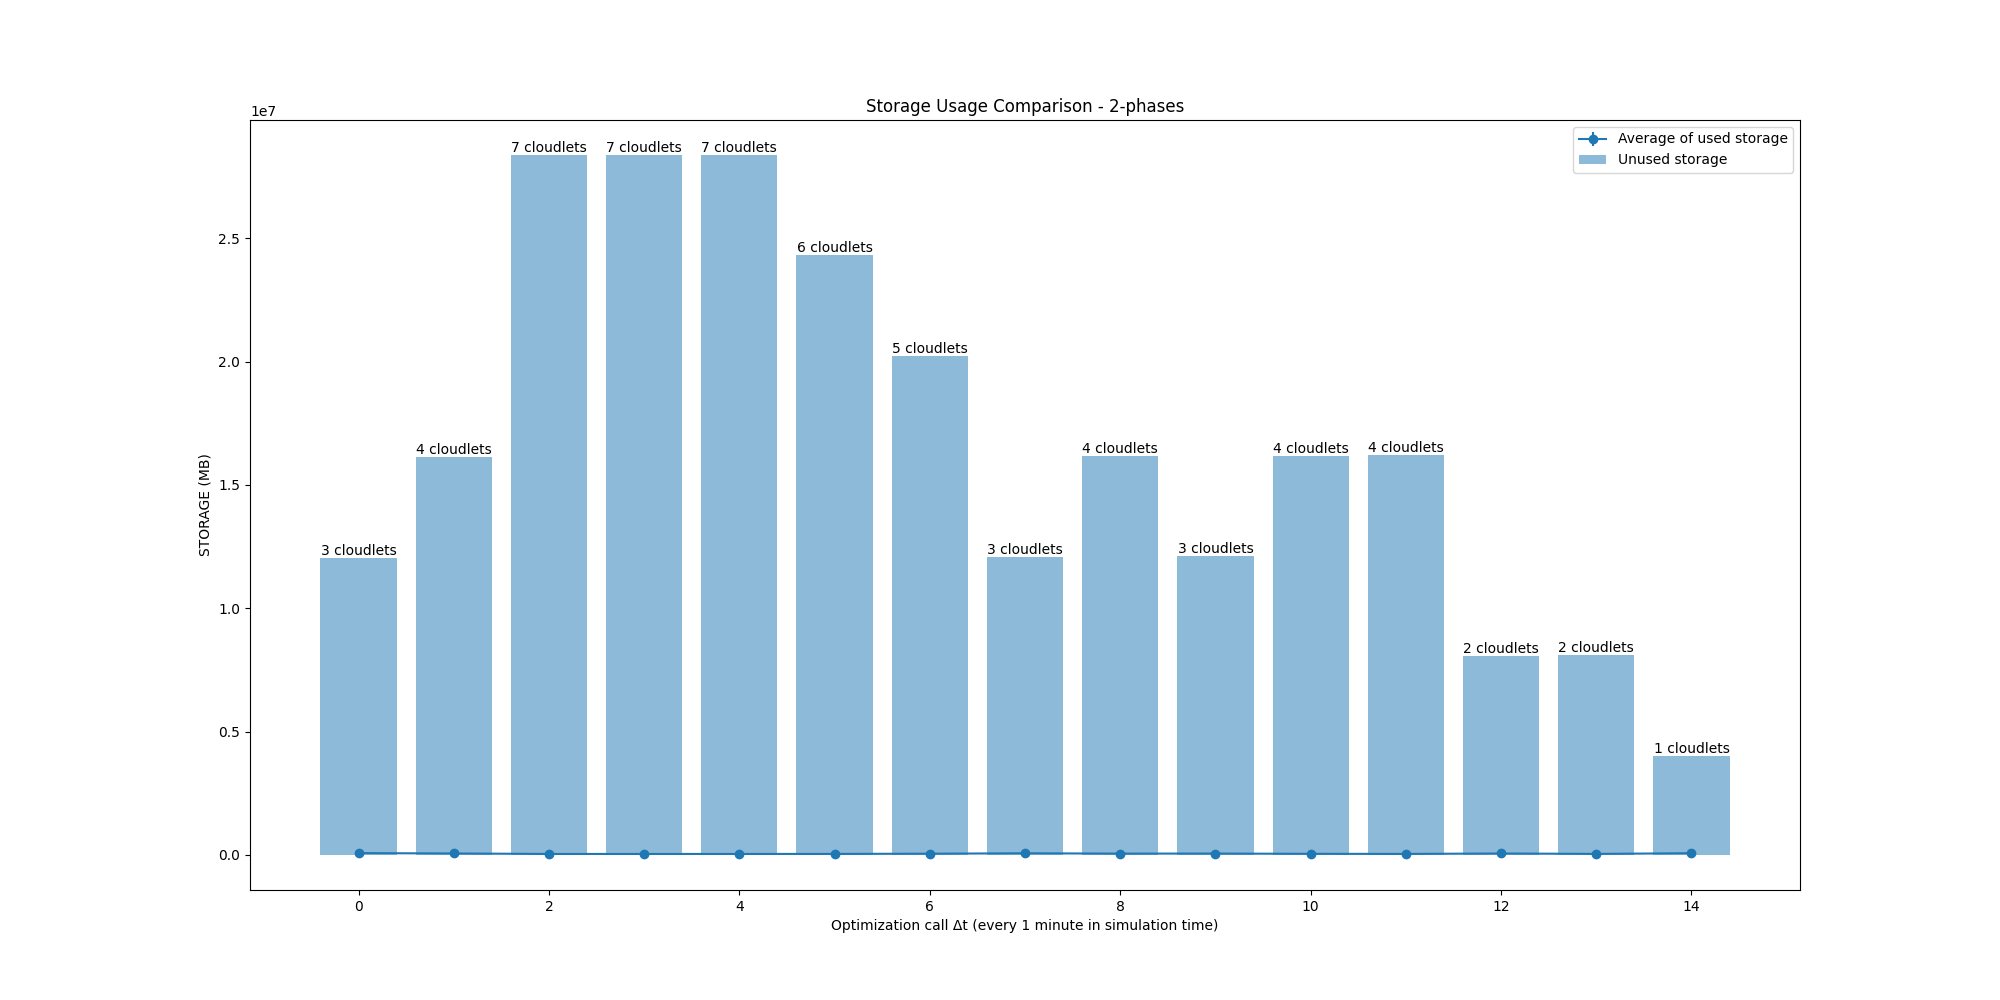 Storage Usage Comparison - 2-phases
1e7
Average of used storage
Unused storage
7 cloudlets
7 cloudlets
7 cloudlets
6 cloudlets
5 cloudlets
4 cloudlets
4 cloudlets
4 cloudlets
4 cloudlets
3 cloudlets
3 cloudlets
3 cloudlets
2 cloudlets
2 cloudlets
1 cloudlets
2.5
2.0
1.5
1.0
0.5
0.0
STORAGE (MB)
0 2 4 6 8 10 12 14
Optimization call Δt (every 1 minute in simulation time)